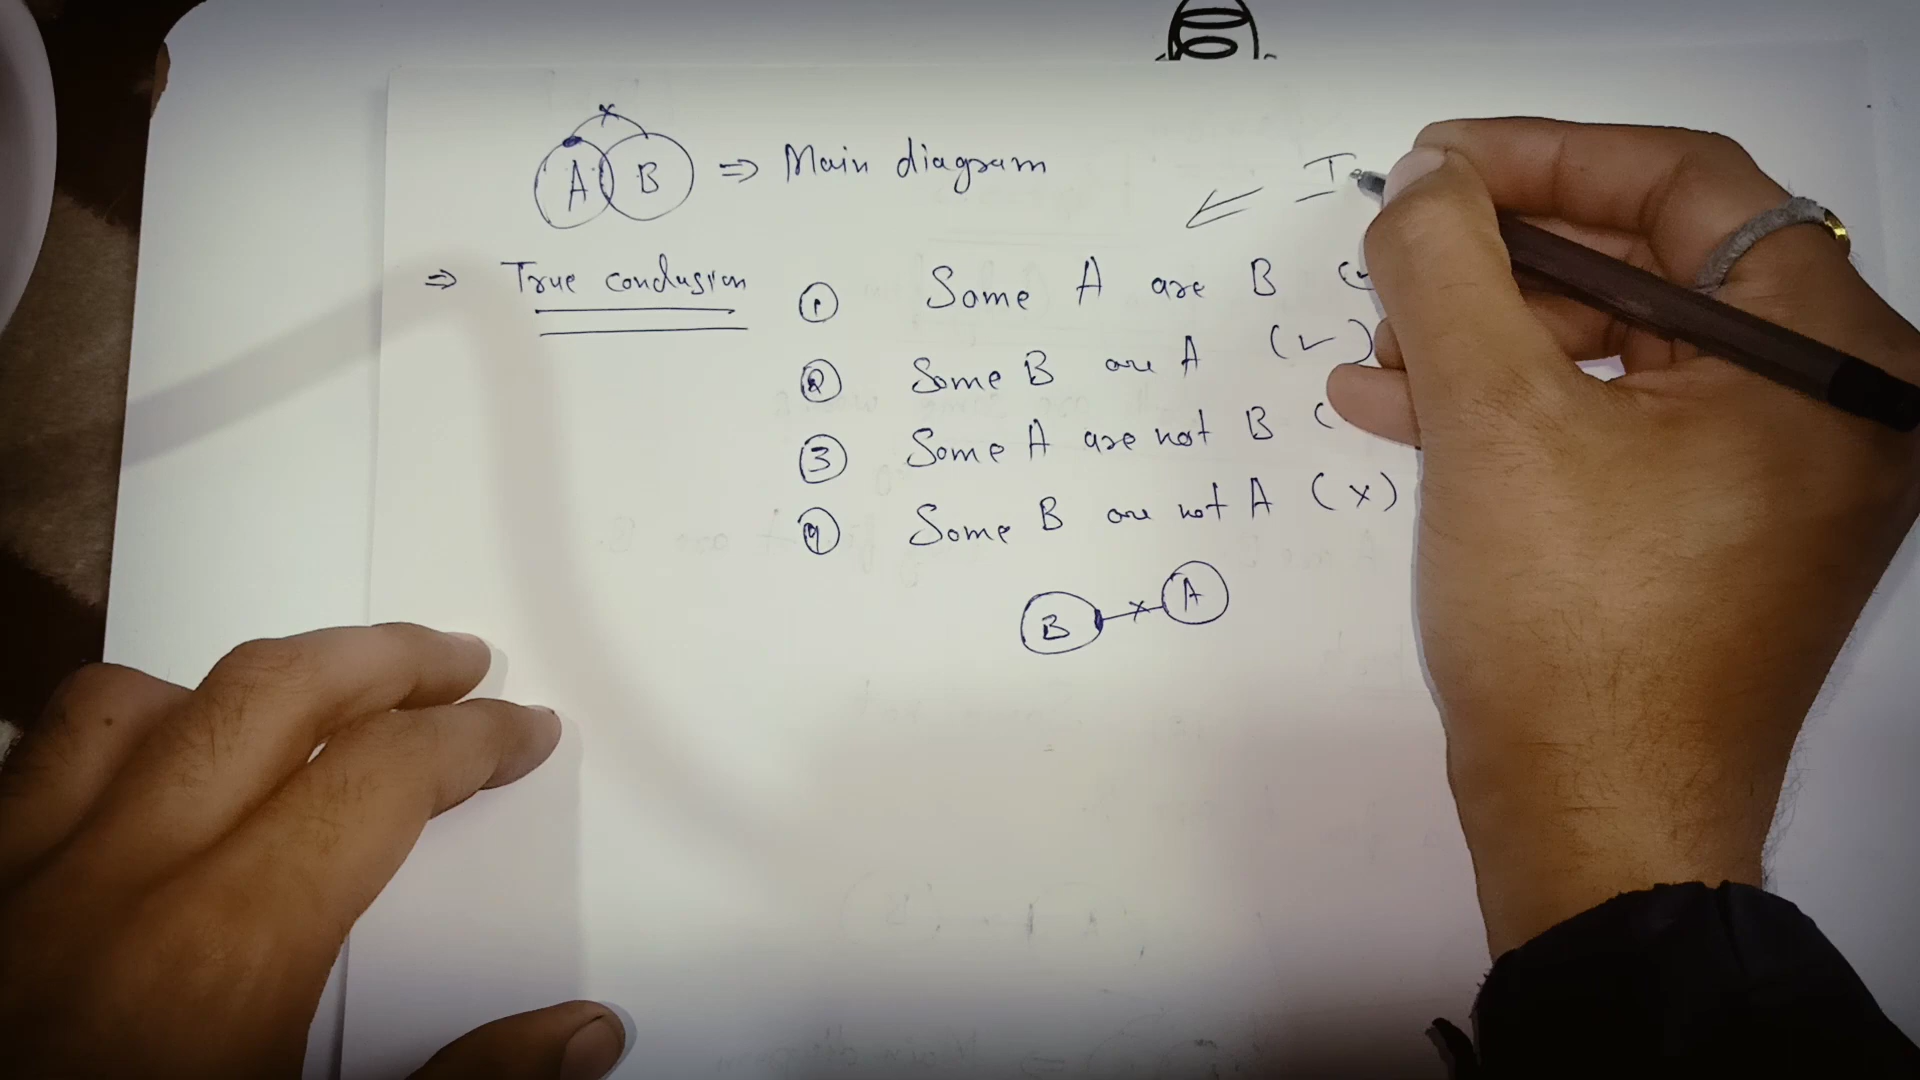 x
A B ⇒ Main diagram
⇒ True conclusion
① Some A are B (✓
② Some B are A (✓)
③ Some A are not B (
④ Some B are not A (x)
B x A